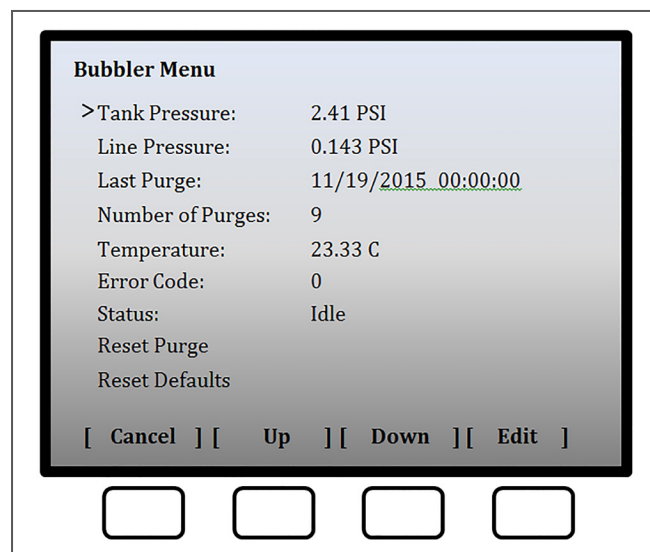 Bubbler Menu
>Tank Pressure: 2.41 PSI
Line Pressure: 0.143 PSI
Last Purge: 11/19/2015 00:00:00
Number of Purges: 9
Temperature: 23.33 C
Error Code: 0
Status: Idle
Reset Purge
Reset Defaults
[ Cancel ] [ Up ] [ Down ] [ Edit ]